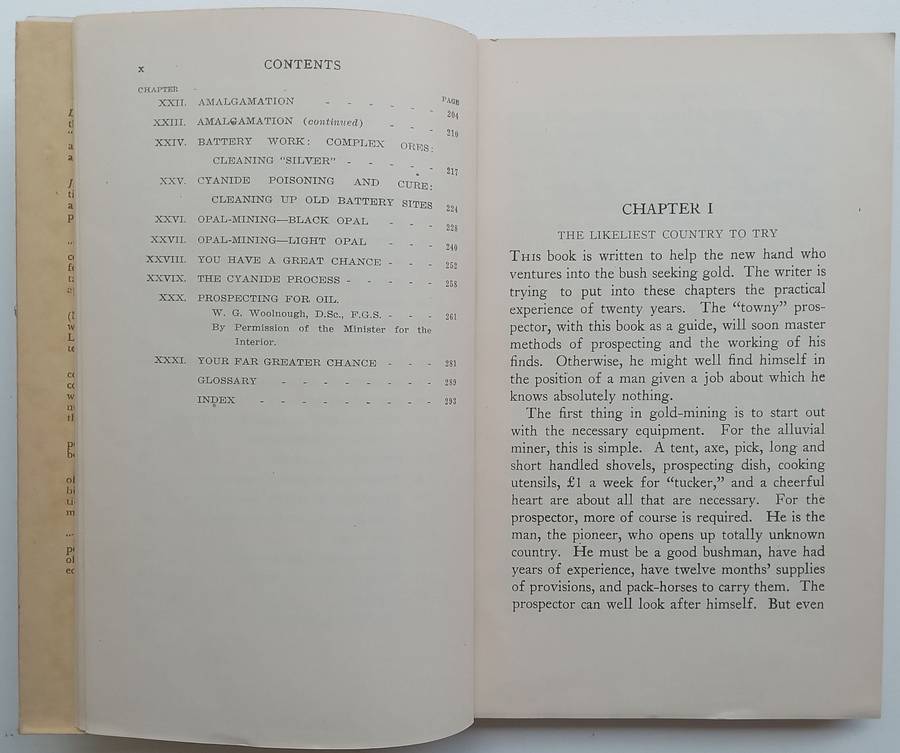 x CONTENTS
CHAPTER PAGE
XXII. AMALGAMATION - - - - - 204
XXIII. AMALGAMATION (continued) - - - 210
XXIV. BATTERY WORK: COMPLEX ORES:
CLEANING "SILVER" - - - - - 217
XXV. CYANIDE POISONING AND CURE:
CLEANING UP OLD BATTERY SITES 224
XXVI. OPAL-MINING—BLACK OPAL - - - 228
XXVII. OPAL-MINING—LIGHT OPAL - - - 240
XXVIII. YOU HAVE A GREAT CHANCE - - - 252
XXVIX. THE CYANIDE PROCESS - - - - - 258
XXX. PROSPECTING FOR OIL.
W. G. Woolnough, D.Sc., F.G.S. - - - 261
By Permission of the Minister for the
Interior.
XXXI. YOUR FAR GREATER CHANCE - - - 281
GLOSSARY - - - - - - - 289
INDEX - - - - - - - - 293
CHAPTER I
THE LIKELIEST COUNTRY TO TRY
THIS book is written to help the new hand who
ventures into the bush seeking gold. The writer is
trying to put into these chapters the practical
experience of twenty years. The "towny" pros-
pector, with this book as a guide, will soon master
methods of prospecting and the working of his
finds. Otherwise, he might well find himself in
the position of a man given a job about which he
knows absolutely nothing.
The first thing in gold-mining is to start out
with the necessary equipment. For the alluvial
miner, this is simple. A tent, axe, pick, long and
short handled shovels, prospecting dish, cooking
utensils, £1 a week for "tucker," and a cheerful
heart are about all that are necessary. For the
prospector, more of course is required. He is the
man, the pioneer, who opens up totally unknown
country. He must be a good bushman, have had
years of experience, have twelve months' supplies
of provisions, and pack-horses to carry them. The
prospector can well look after himself. But even